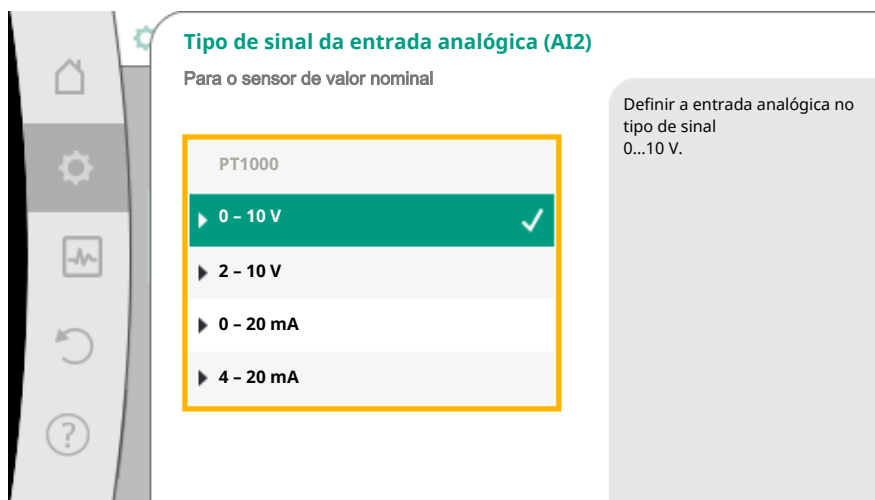 Tipo de sinal da entrada analógica (AI2)
Para o sensor de valor nominal
PT1000
0 – 10 V
2 – 10 V
0 – 20 mA
4 – 20 mA
Definir a entrada analógica no
tipo de sinal
0...10 V.
?